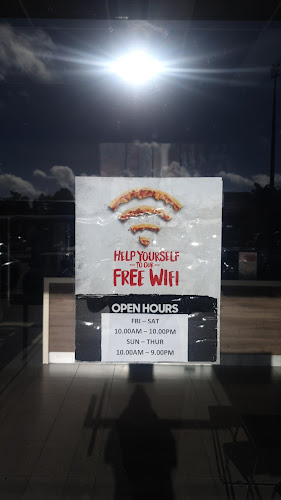 HELP YOURSELF
TO OUR
FREE WIFI
OPEN HOURS
FRI – SAT
10.00AM – 10.00PM
SUN – THUR
10.00AM – 9.00PM